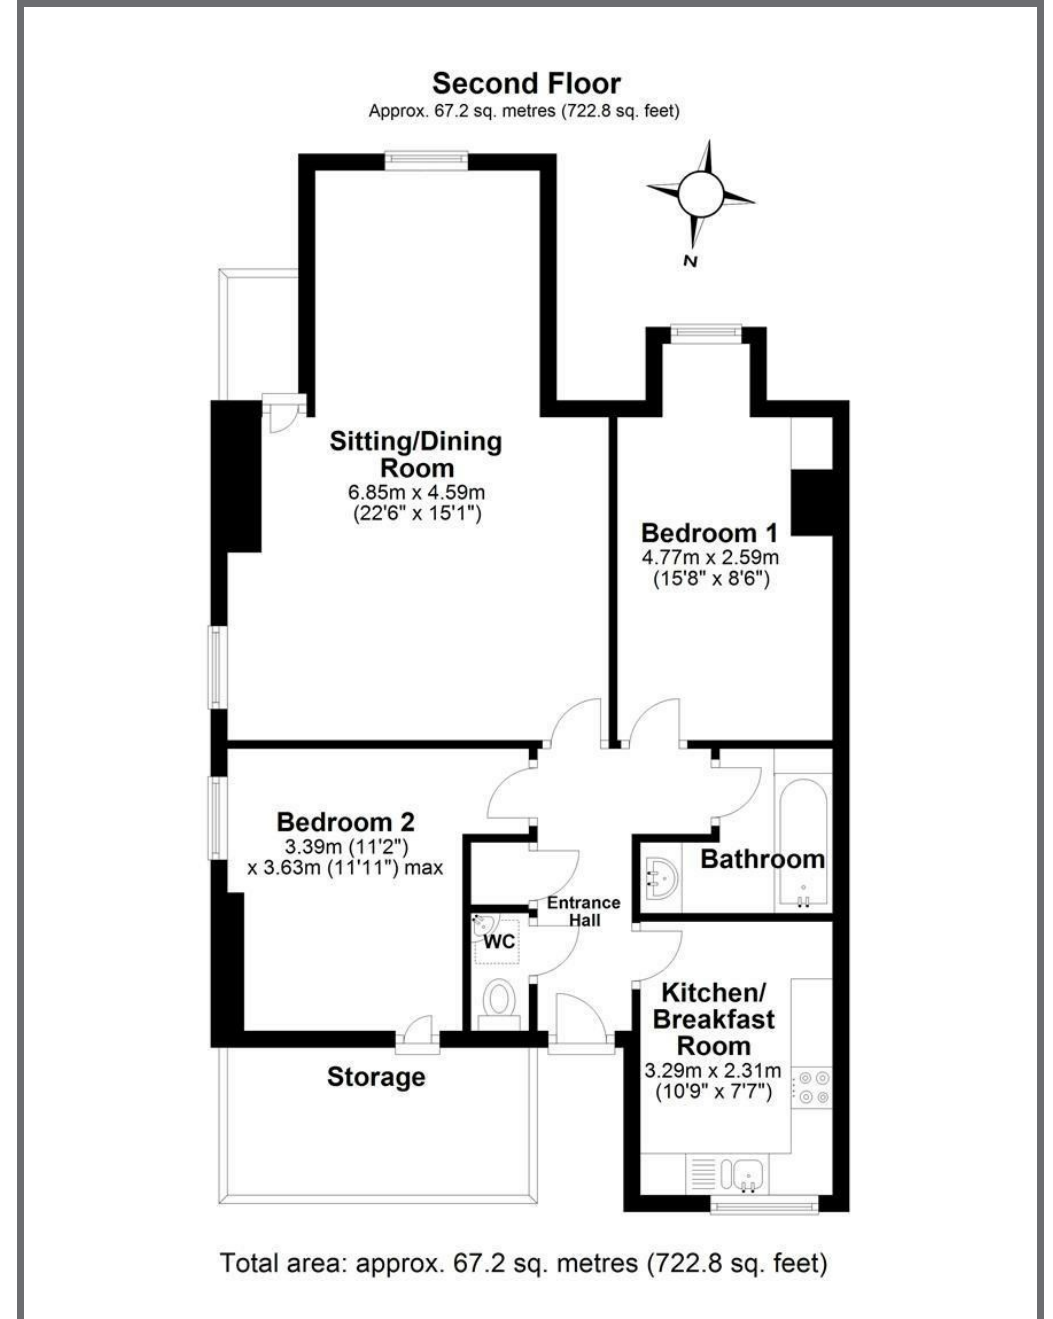 Second Floor
Approx. 67.2 sq. metres (722.8 sq. feet)
N
Sitting/Dining
Room
6.85m x 4.59m
(22'6" x 15'1")
Bedroom 1
4.77m x 2.59m
(15'8" x 8'6")
Bedroom 2
3.39m (11'2")
x 3.63m (11'11") max
Bathroom
Entrance
Hall
WC
Kitchen/
Breakfast
Room
3.29m x 2.31m
(10'9" x 7'7")
Storage
Total area: approx. 67.2 sq. metres (722.8 sq. feet)